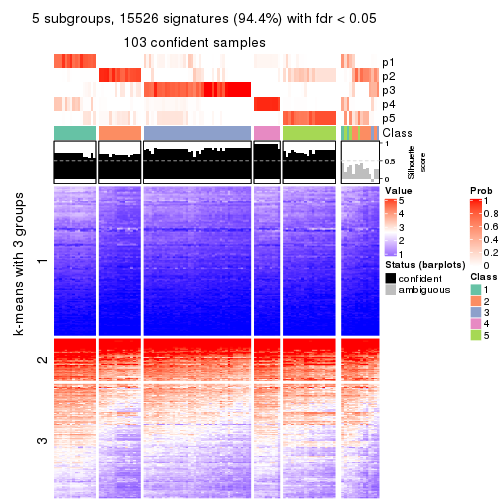 5 subgroups, 15526 signatures (94.4%) with fdr < 0.05
103 confident samples
p1
p2
p3
p4
p5
Class
1
0.5
0
Silhouette
score
k-means with 3 groups
1
2
3
Value
5
4
3
2
1
Status (barplots)
confident
ambiguous
Prob
1
0.8
0.6
0.4
0.2
0
Class
1
2
3
4
5